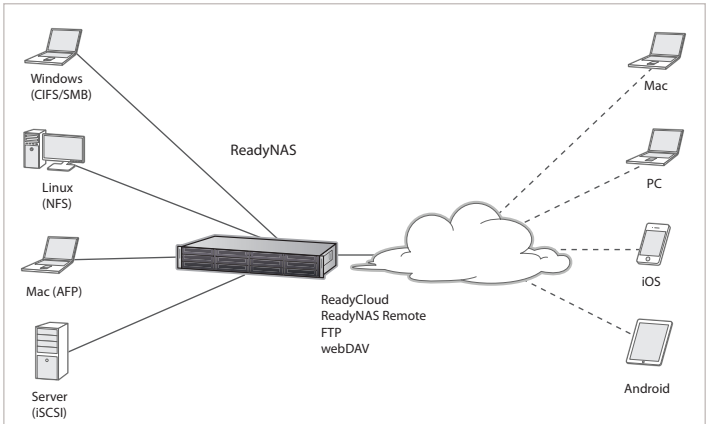 Windows
(CIFS/SMB)
Linux
(NFS)
Mac (AFP)
Server
(iSCSI)
ReadyNAS
ReadyCloud
ReadyNAS Remote
FTP
webDAV
Mac
PC
iOS
Android